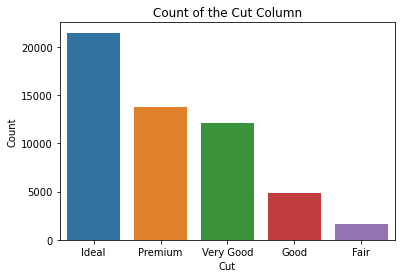 Count of the Cut Column
Count
20000
15000
10000
5000
0
Ideal Premium Very Good Good Fair
Cut